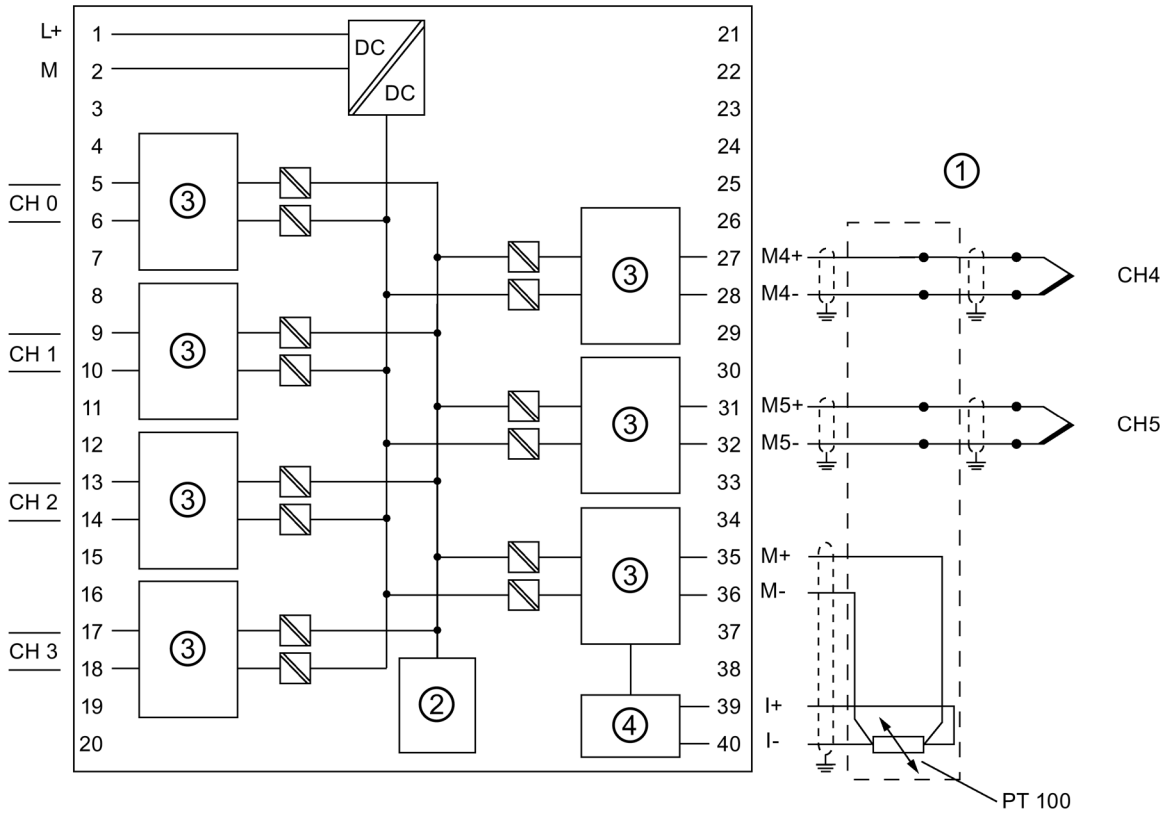 L+ 1
M 2
3
4
CH 0
5
6
7
8
CH 1
9
10
11
12
CH 2
13
14
15
16
CH 3
17
18
19
20
DC
DC
③
③
③
③
②
③
③
③
④
21
22
23
24
25
26
27 M4+
28 M4-
29
30
31 M5+
32 M5-
33
34
35 M+
36 M-
37
38
39 I+
40 I-
①
CH4
CH5
PT 100